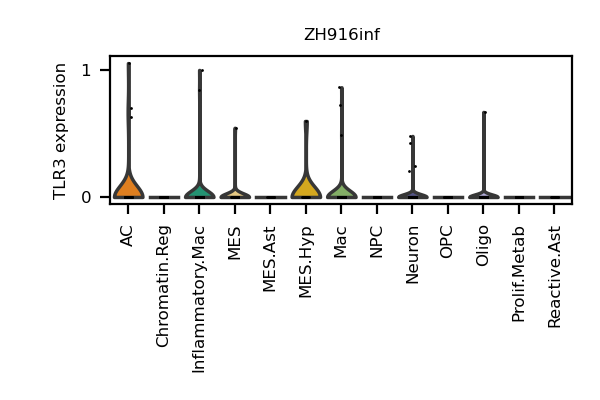 ZH916inf
TLR3 expression
1
0
AC
Chromatin.Reg
Inflammatory.Mac
MES
MES.Ast
MES.Hyp
Mac
NPC
Neuron
OPC
Oligo
Prolif.Metab
Reactive.Ast